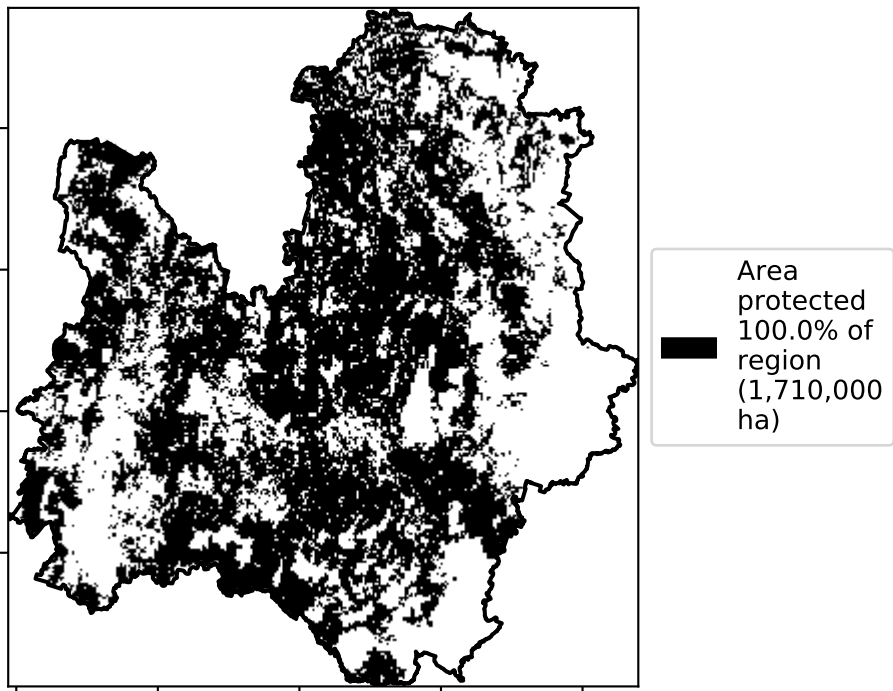 Area
protected
100.0% of
region
(1,710,000
ha)